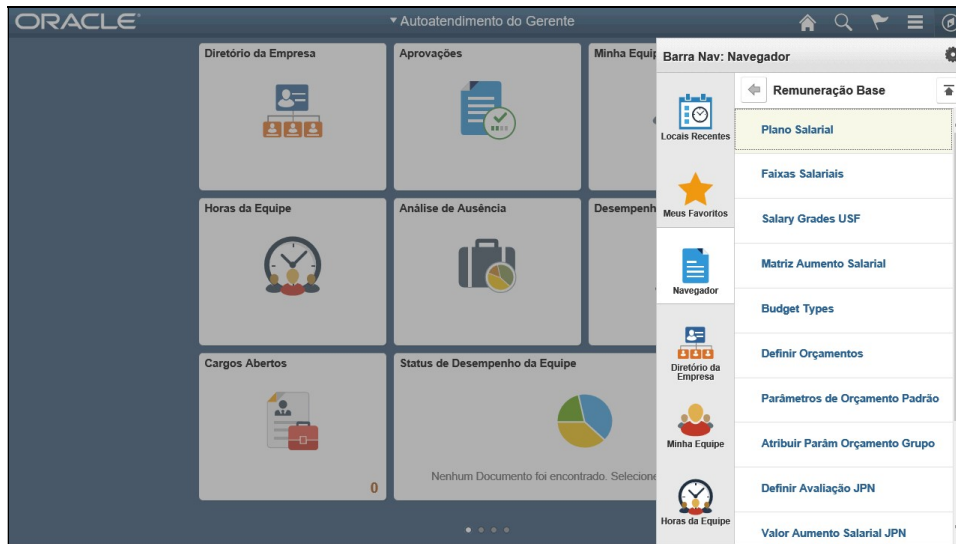 ORACLE
Autoatendimento do Gerente
Diretório da Empresa
Aprovações
Minha Equip
Horas da Equipe
Análise de Ausência
Desempenh
Cargos Abertos
0
Status de Desempenho da Equipe
Nenhum Documento foi encontrado. Selecione
Barra Nav: Navegador
Locais Recentes
Meus Favoritos
Navegador
Diretório da
Empresa
Minha Equipe
Horas da Equipe
Remuneração Base
Plano Salarial
Faixas Salariais
Salary Grades USF
Matriz Aumento Salarial
Budget Types
Definir Orçamentos
Parâmetros de Orçamento Padrão
Atribuir Parâm Orçamento Grupo
Definir Avaliação JPN
Valor Aumento Salarial JPN